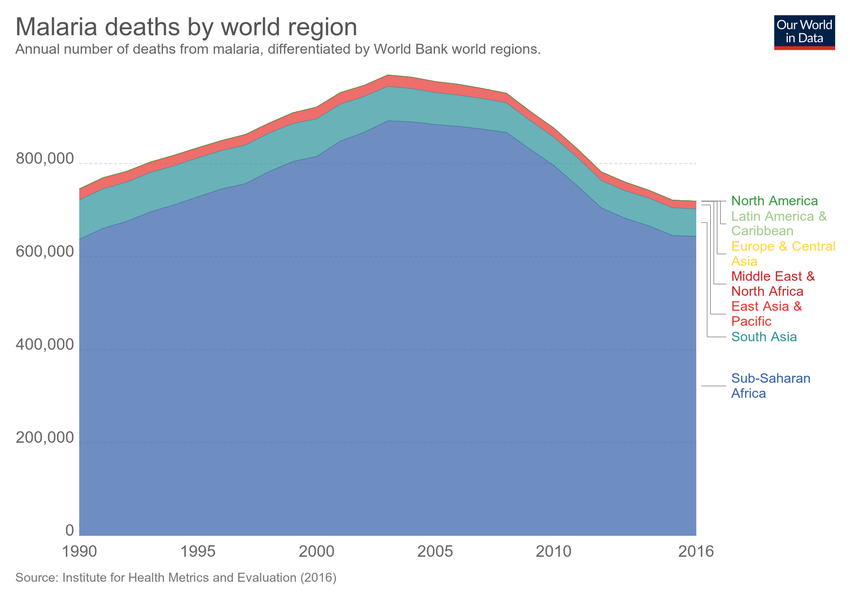 Malaria deaths by world region
Annual number of deaths from malaria, differentiated by World Bank world regions.
Our World
in Data
800,000
600,000
400,000
200,000
0
1990
1995
2000
2005
2010
2016
North America
Latin America &
Caribbean
Europe & Central
Asia
Middle East &
North Africa
East Asia &
Pacific
South Asia
Sub-Saharan
Africa
Source: Institute for Health Metrics and Evaluation (2016)